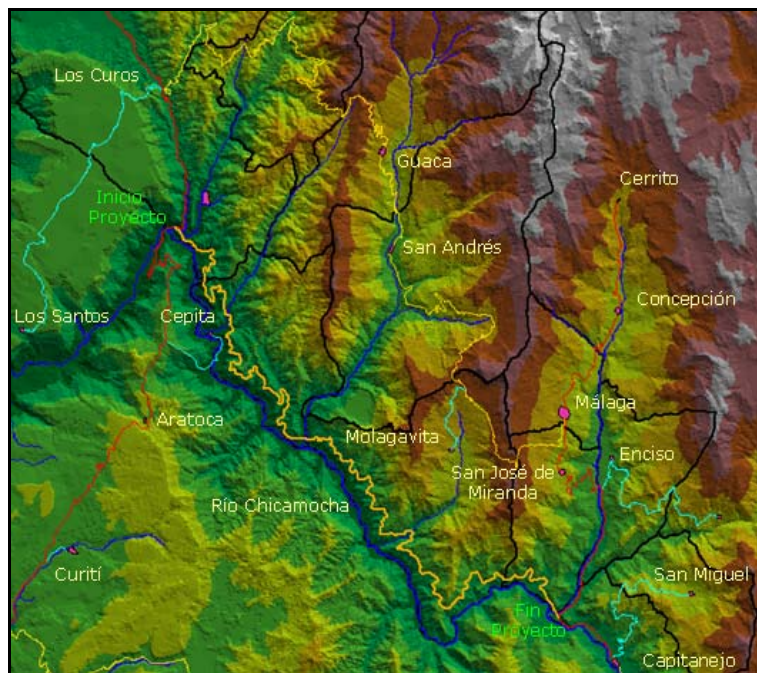 Los Curos
Guaca
Cerrito
Inicio
Proyecto
San Andrés
Concepción
Los Santos
Cepita
Málaga
Aratoca
Molagavita
Enciso
San José de
Miranda
Río Chicamocha
Curití
San Miguel
Fin
Proyecto
Capitanejo